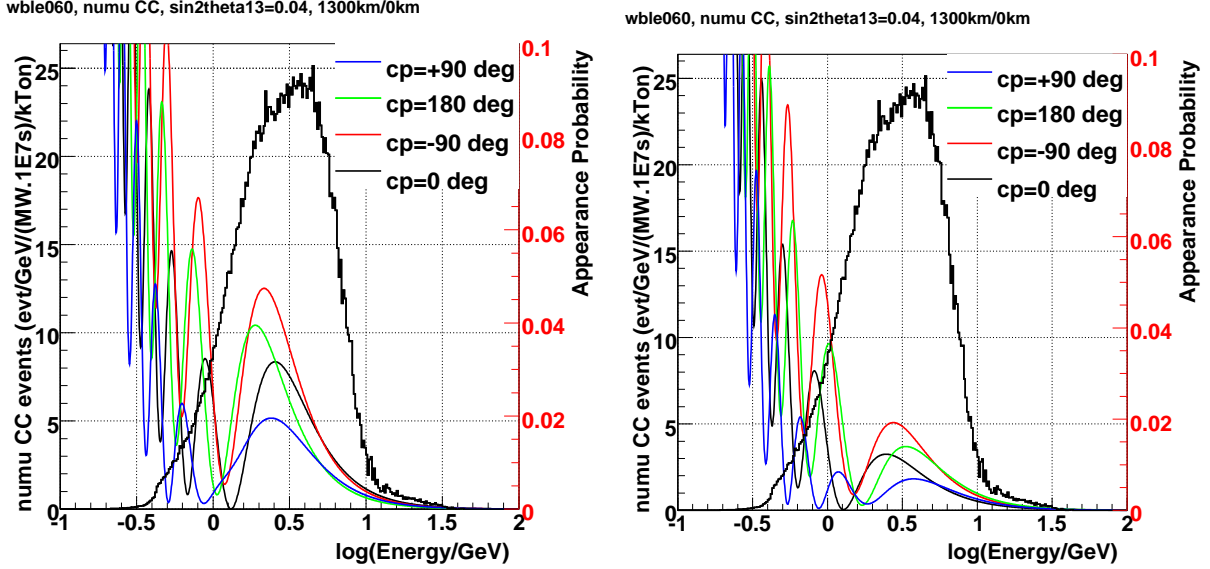 wble060, numu CC, sin2theta13=0.04, 1300km/0km
numu CC events (evt/GeV/(MW.1E7s)/kTon)
25
20
15
10
5
0
cp=+90 deg
cp=180 deg
cp=-90 deg
cp=0 deg
0.1
0.08
0.06
0.04
0.02
0
Appearance Probability
-1
-0.5
0
0.5
1
1.5
2
log(Energy/GeV)
wble060, numu CC, sin2theta13=0.04, 1300km/0km
numu CC events (evt/GeV/(MW.1E7s)/kTon)
25
20
15
10
5
0
cp=+90 deg
cp=180 deg
cp=-90 deg
cp=0 deg
0.1
0.08
0.06
0.04
0.02
0
Appearance Probability
-1
-0.5
0
0.5
1
1.5
2
log(Energy/GeV)